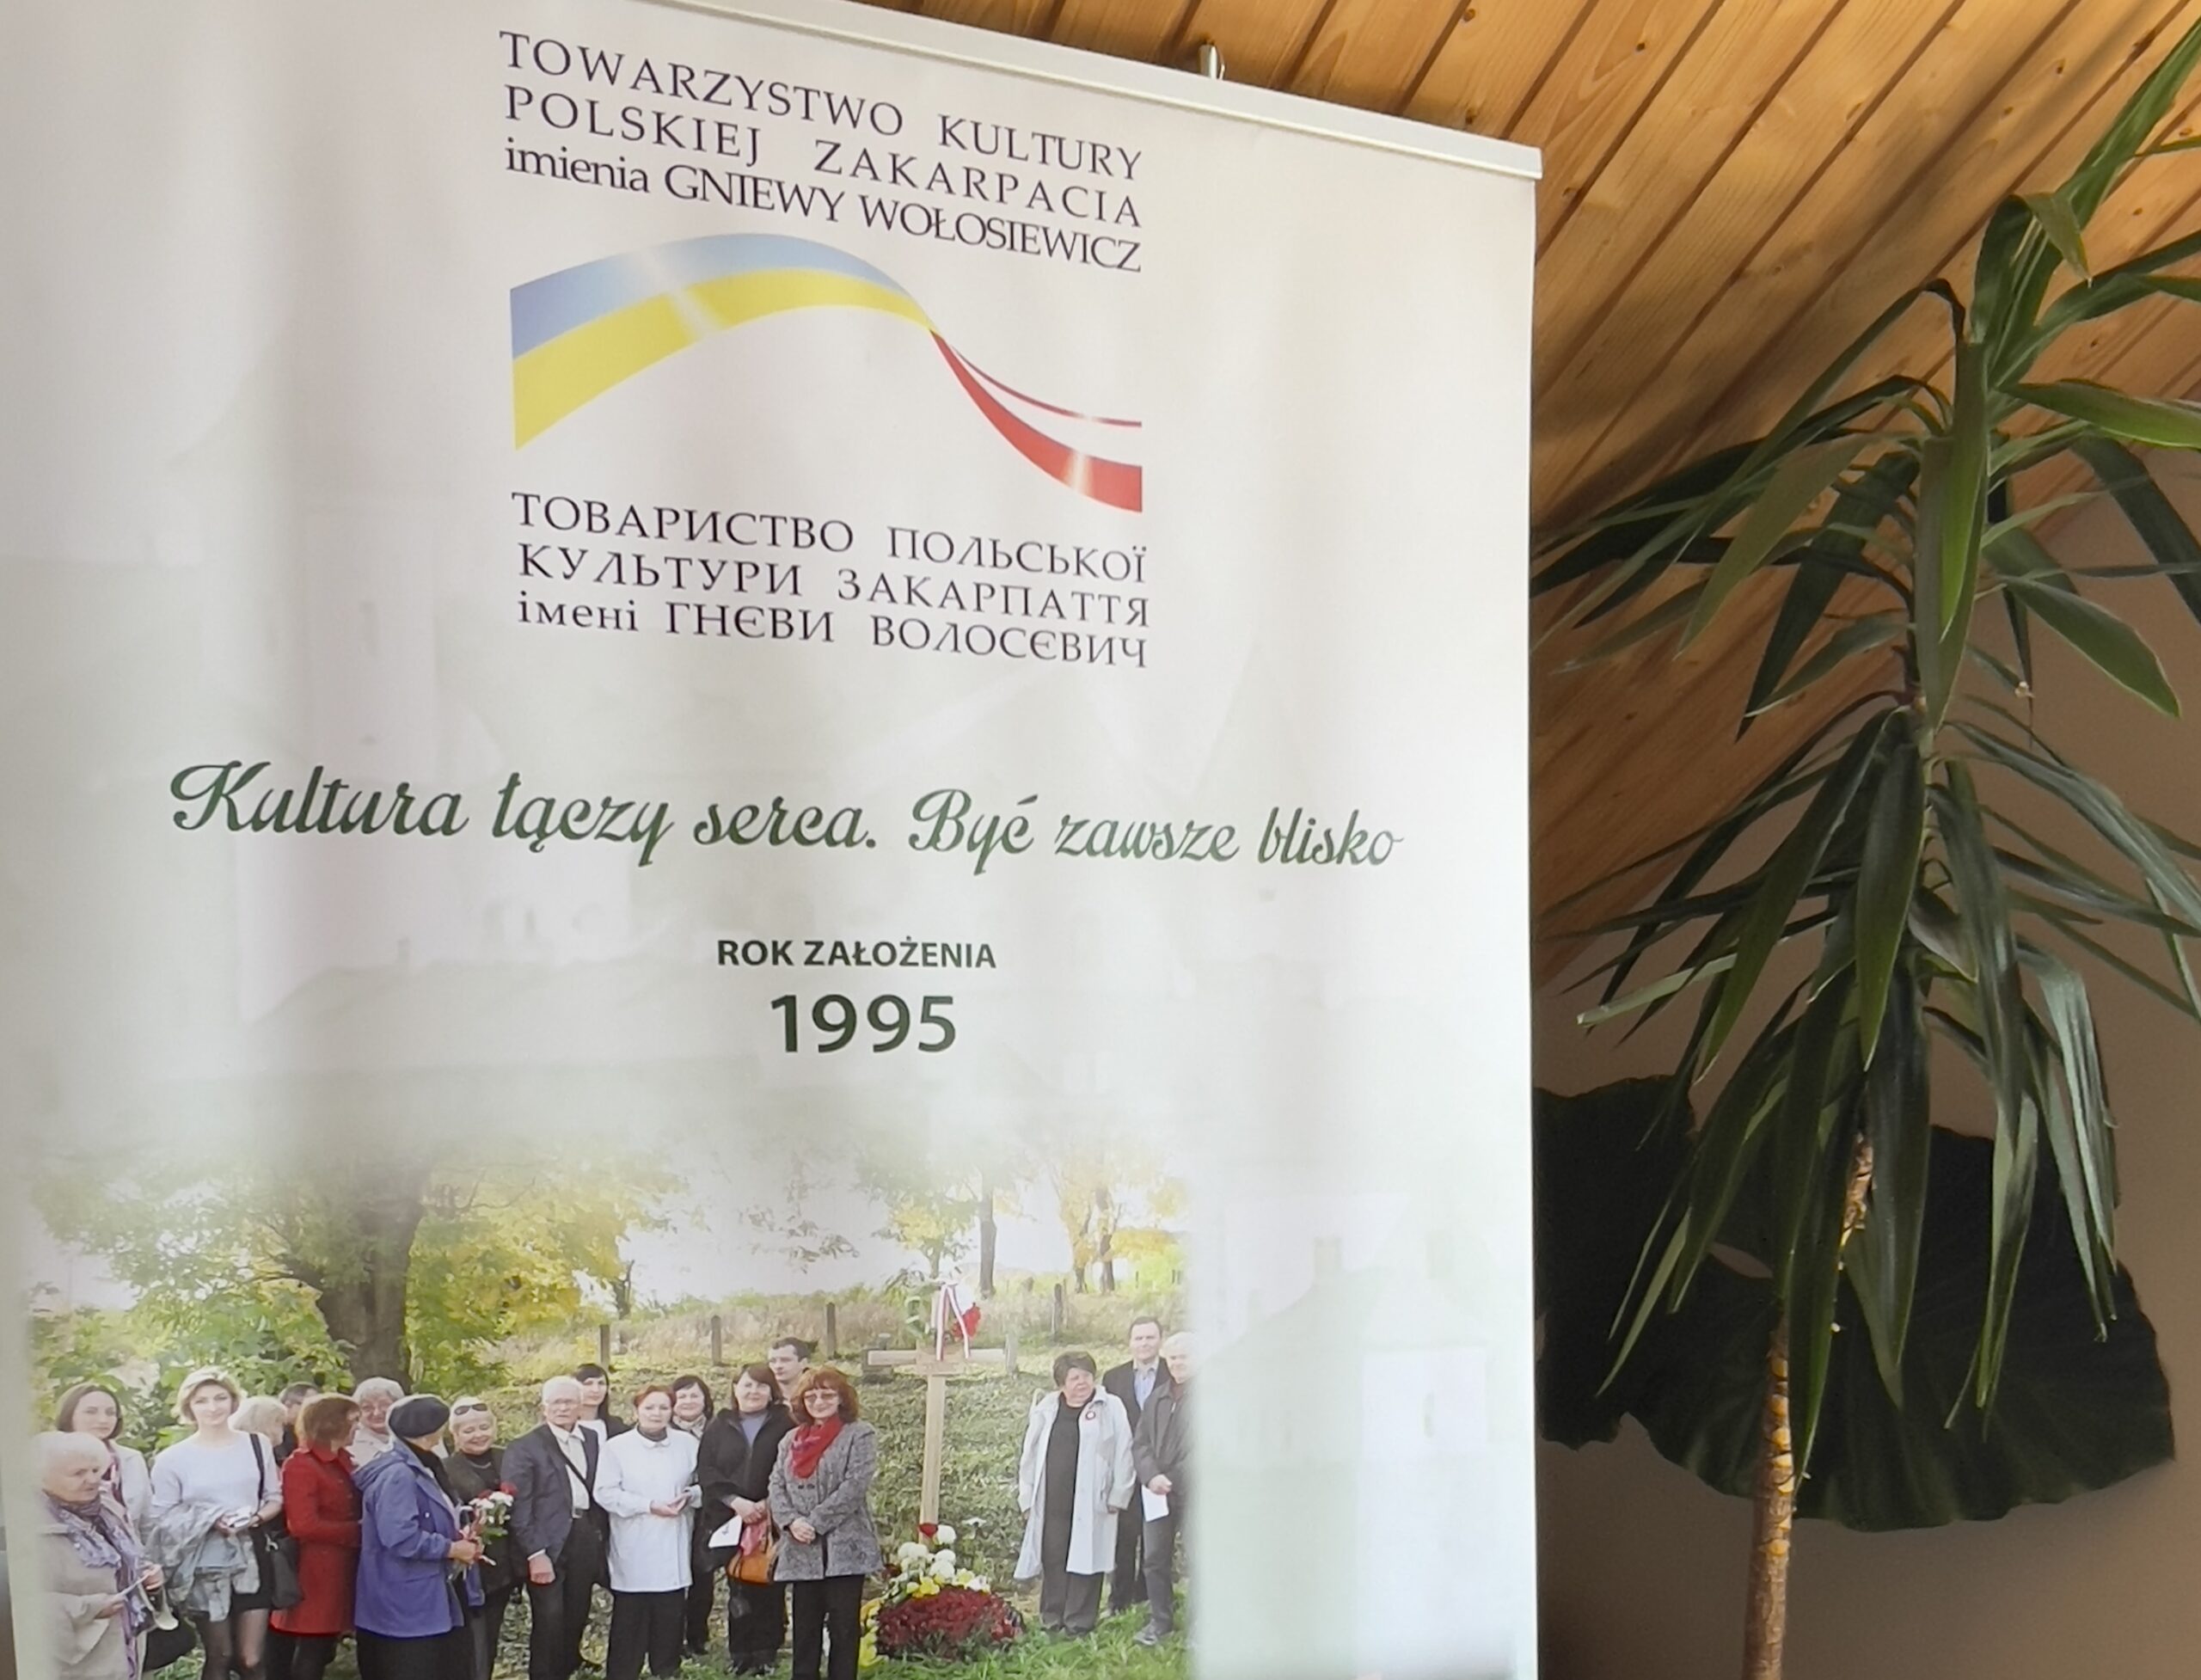 TOWARZYSTWO KULTURY
POLSKIEJ ZAKARPACIA
imienia GNIEWY WOŁOSIEWICZ
ТОВАРИСТВО ПОЛЬСЬКОЇ
КУЛЬТУРИ ЗАКАРПАТТЯ
імені ГНЄВИ ВОЛОСЄВИЧ
Kultura łączy serca. Być zawsze blisko
ROK ZAŁOŻENIA
1995